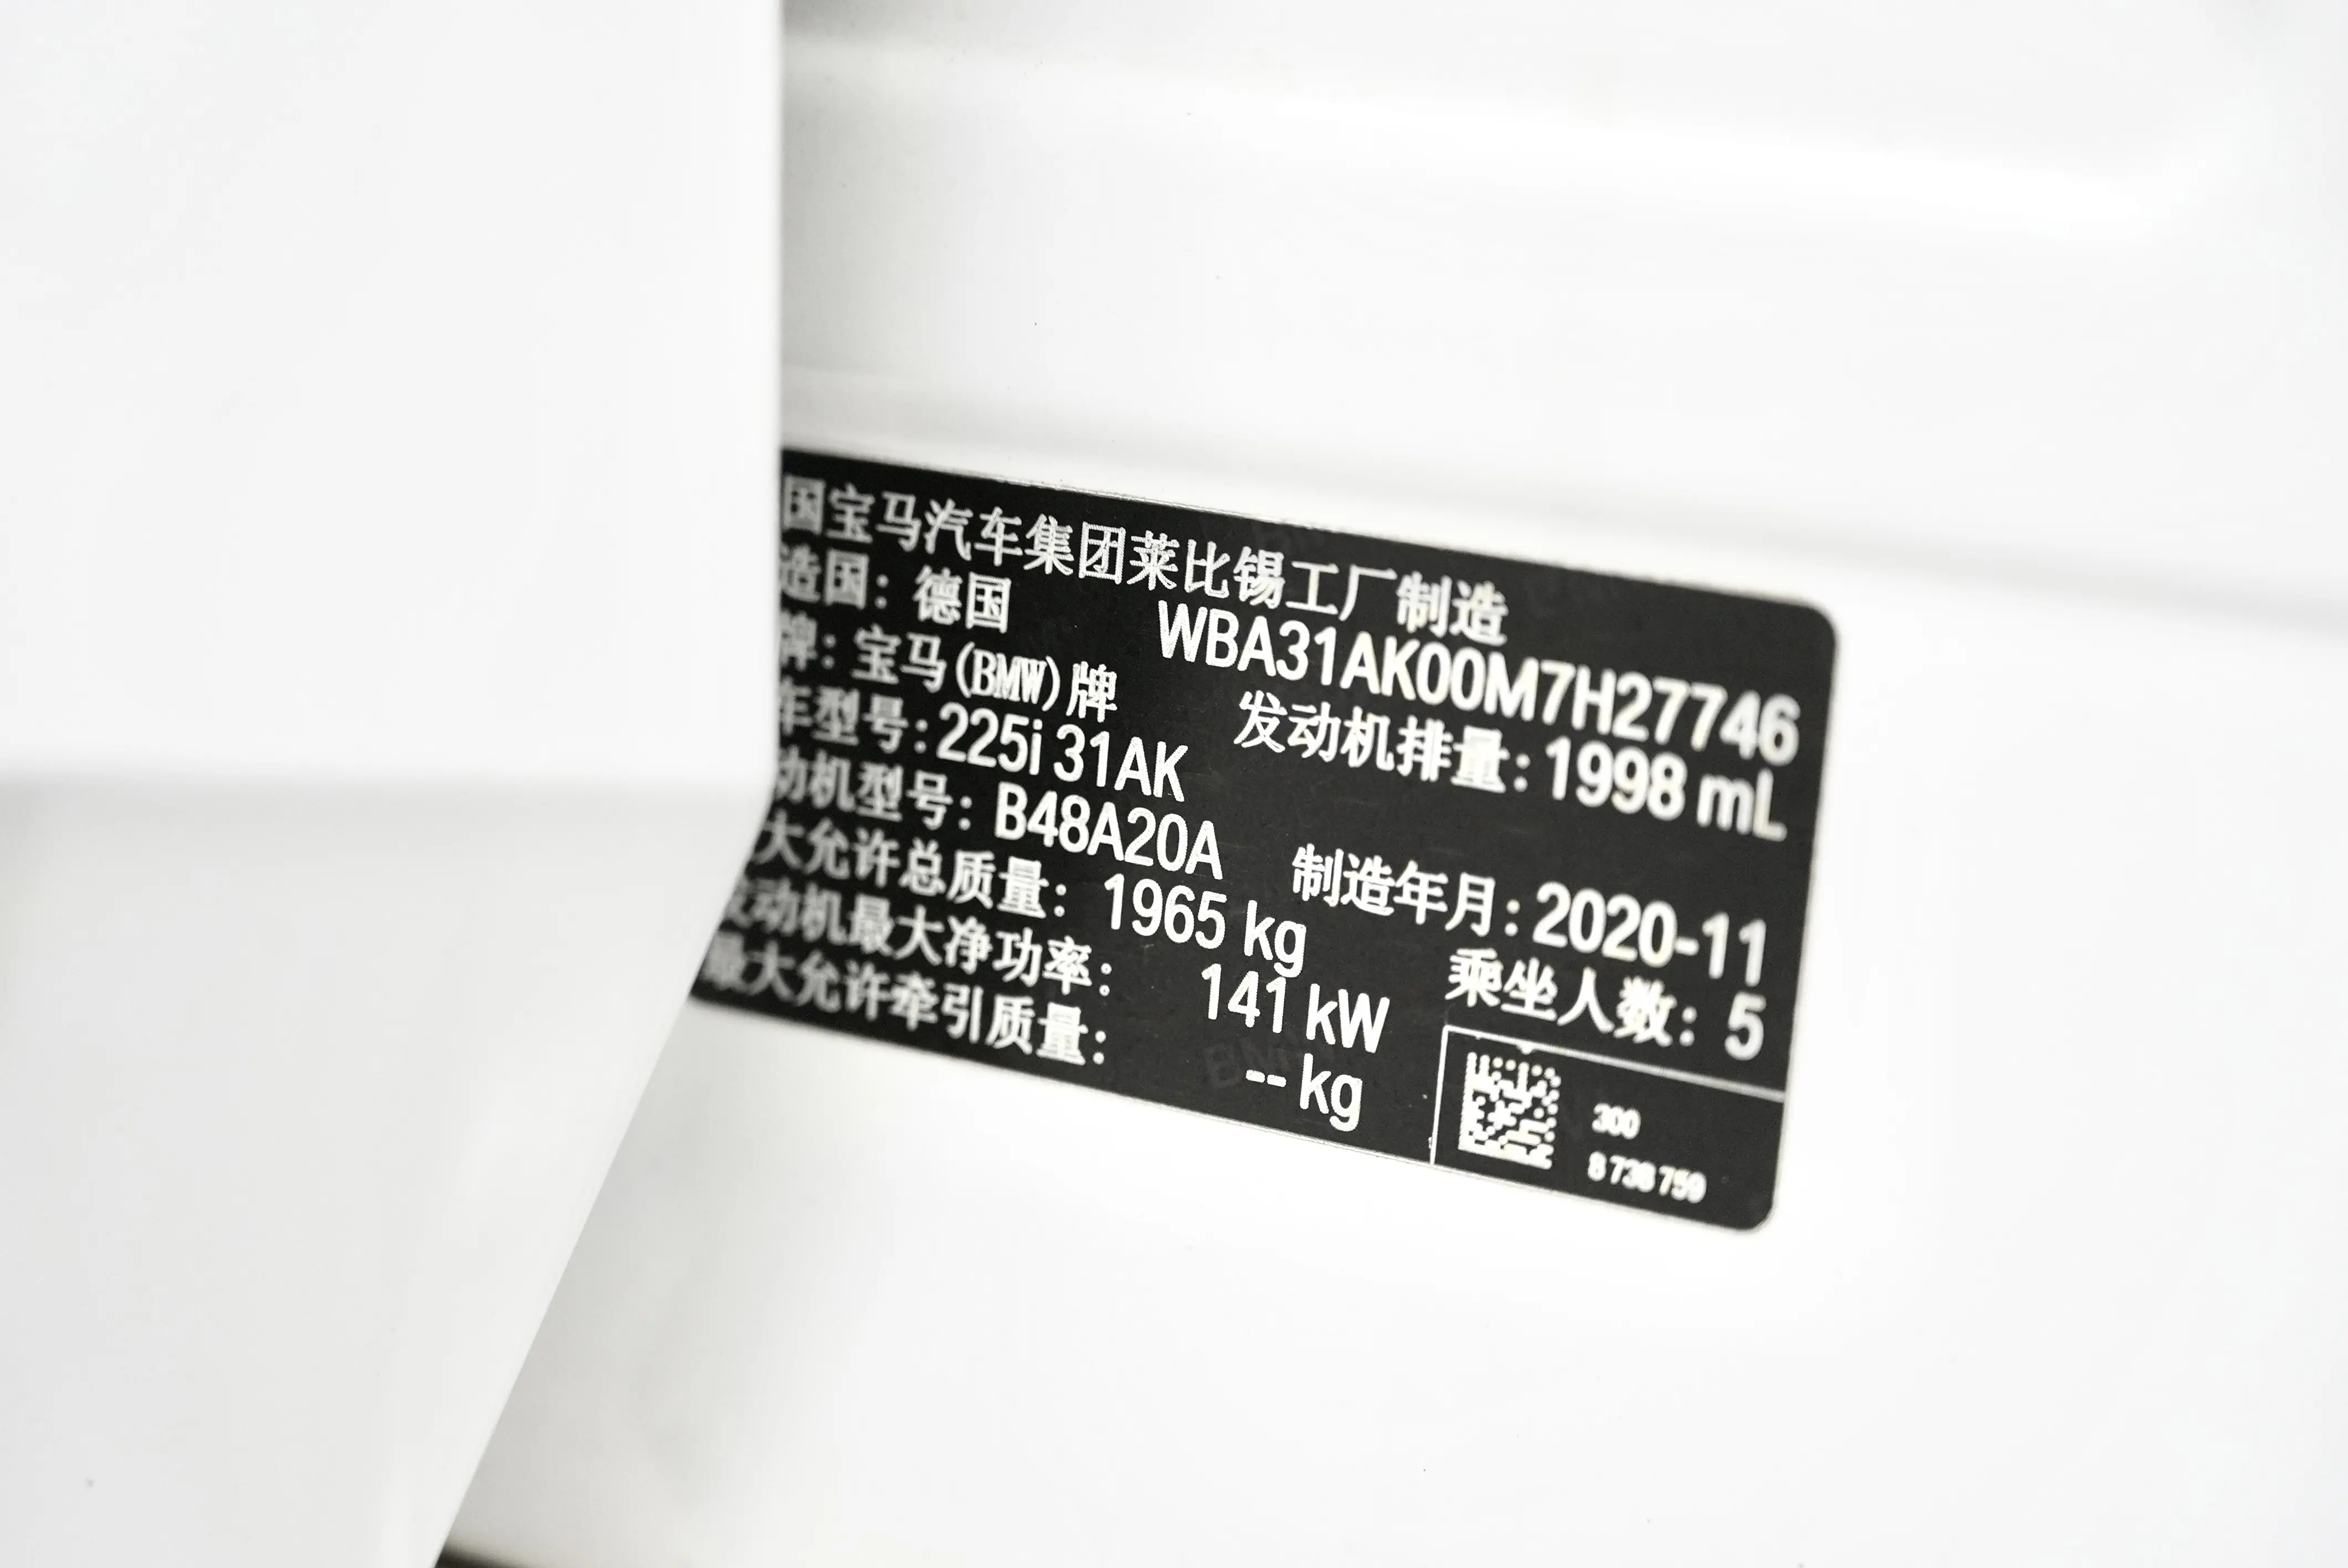 国宝马汽车集团莱比锡工厂制造
造国：德国 WBA31AK00M7H27746
牌：宝马(BMW)牌 发动机排量：1998 mL
车型号：225i 31AK
动机型号：B48A20A 制造年月：2020-11
大允许总质量：1965 kg 乘坐人数：5
发动机最大净功率：141 kW
最大允许牵引质量：-- kg
300
8 738 759